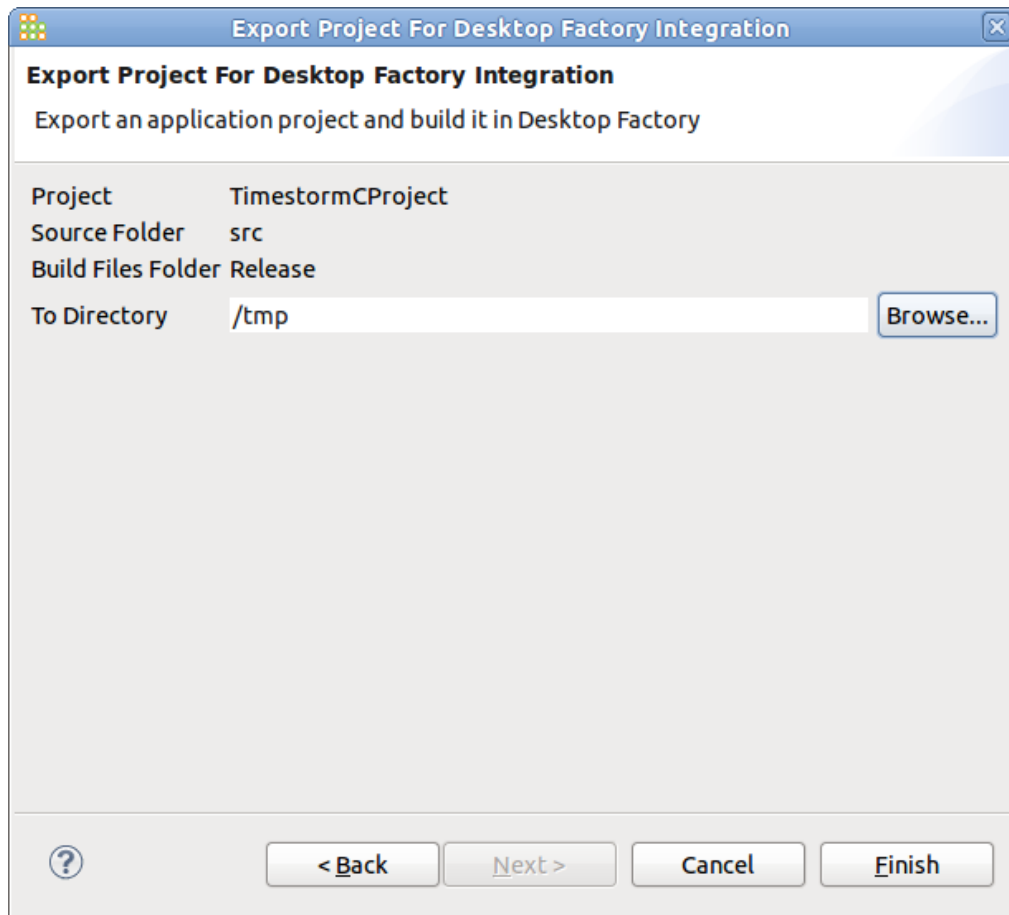 Export Project For Desktop Factory Integration
Export Project For Desktop Factory Integration
Export an application project and build it in Desktop Factory
Project TimestormCProject
Source Folder src
Build Files Folder Release
To Directory /tmp Browse...
< Back Next > Cancel Finish